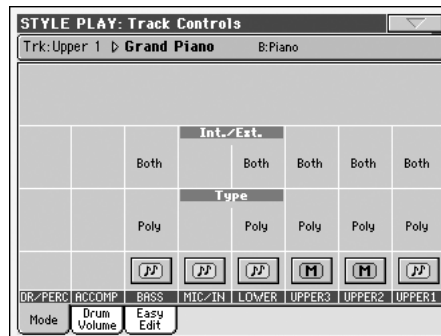 STYLE PLAY: Track Controls
Trk:Upper 1 ▷ Grand Piano B:Piano
Int./Ext.
Both Both Both Both Both
Type
Poly Poly Poly Poly Poly
M M
DR/PERC ACCOMP BASS MIC/IN LOWER UPPER3 UPPER2 UPPER1
Mode Drum Volume Easy Edit